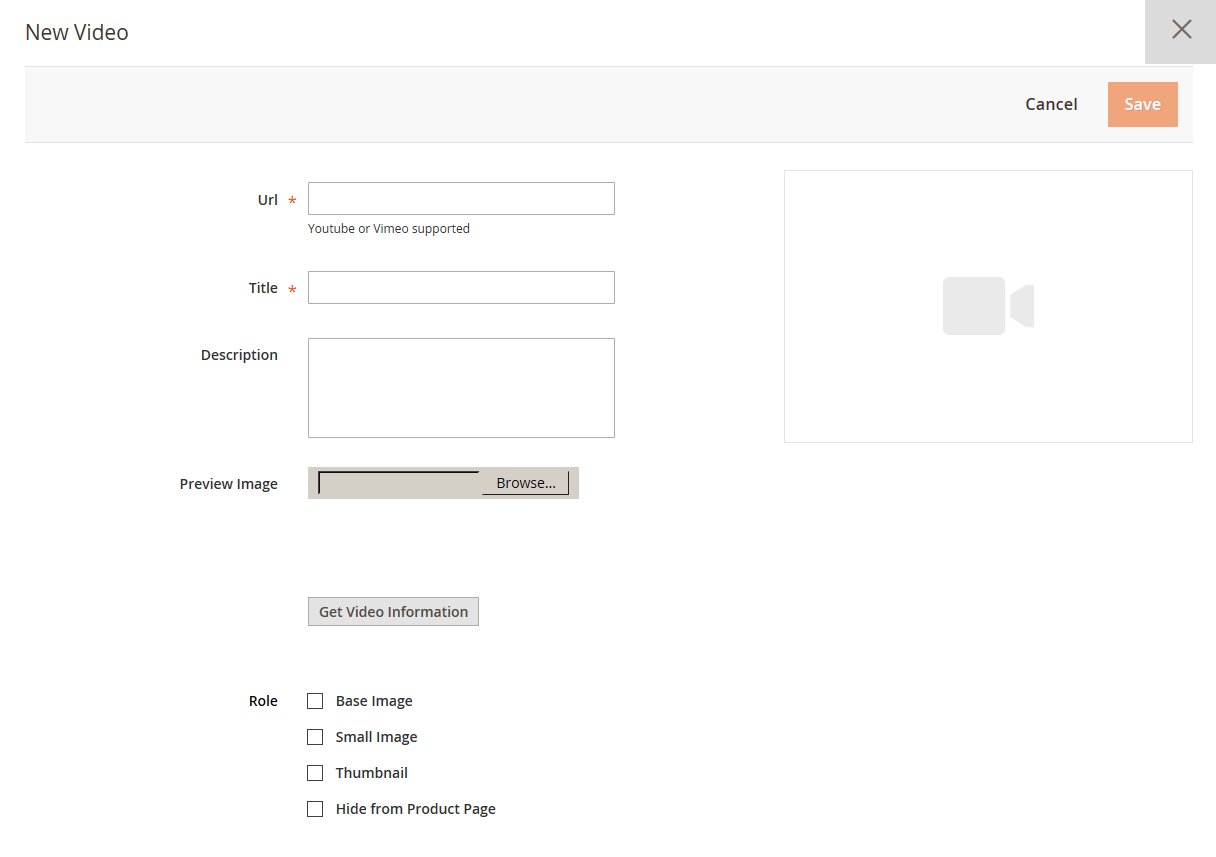 New Video
Cancel Save
Url *
Youtube or Vimeo supported
Title *
Description
Preview Image Browse...
Get Video Information
Role Base Image
Small Image
Thumbnail
Hide from Product Page